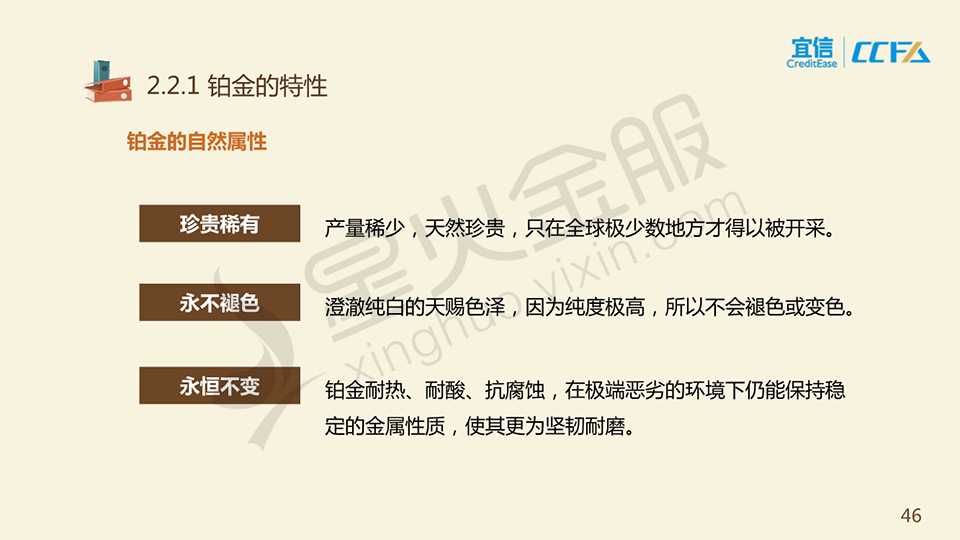 宜信
CreditEase
CCFA
2.2.1 铂金的特性
铂金的自然属性
珍贵稀有
产量稀少，天然珍贵，只在全球极少数地方才得以被开采。
永不褪色
澄澈纯白的天赐色泽，因为纯度极高，所以不会褪色或变色。
永恒不变
铂金耐热、耐酸、抗腐蚀，在极端恶劣的环境下仍能保持稳
定的金属性质，使其更为坚韧耐磨。
星火金服
xinghuo.yixin.com
46